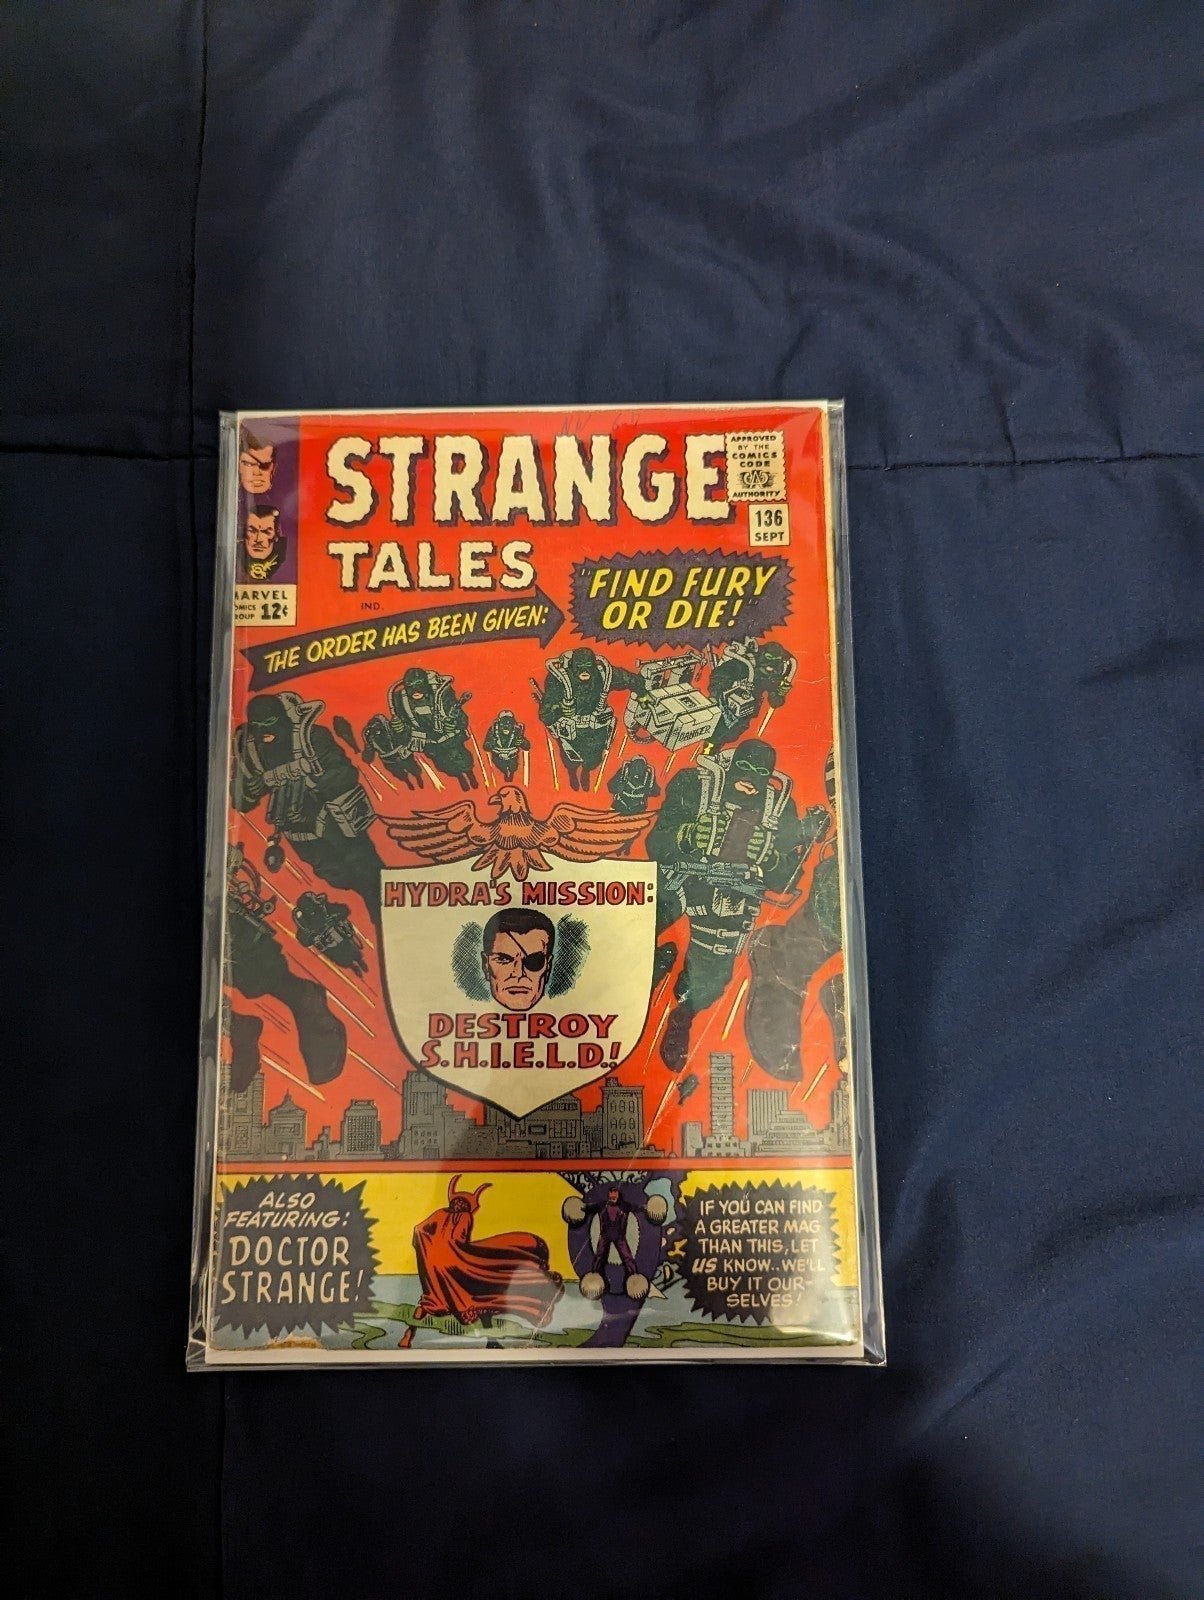 STRANGE
TALES
APPROVED
BY THE
COMICS
CODE
AUTHORITY
136
SEPT
MARVEL
COMICS
GROUP 12¢
IND.
THE ORDER HAS BEEN GIVEN:
"FIND FURY
OR DIE!"
DANGER
HYDRA'S MISSION:
DESTROY
S.H.I.E.L.D.!
ALSO
FEATURING:
DOCTOR
STRANGE!
IF YOU CAN FIND
A GREATER MAG
THAN THIS, LET
US KNOW..WE'LL
BUY IT OUR-
SELVES!